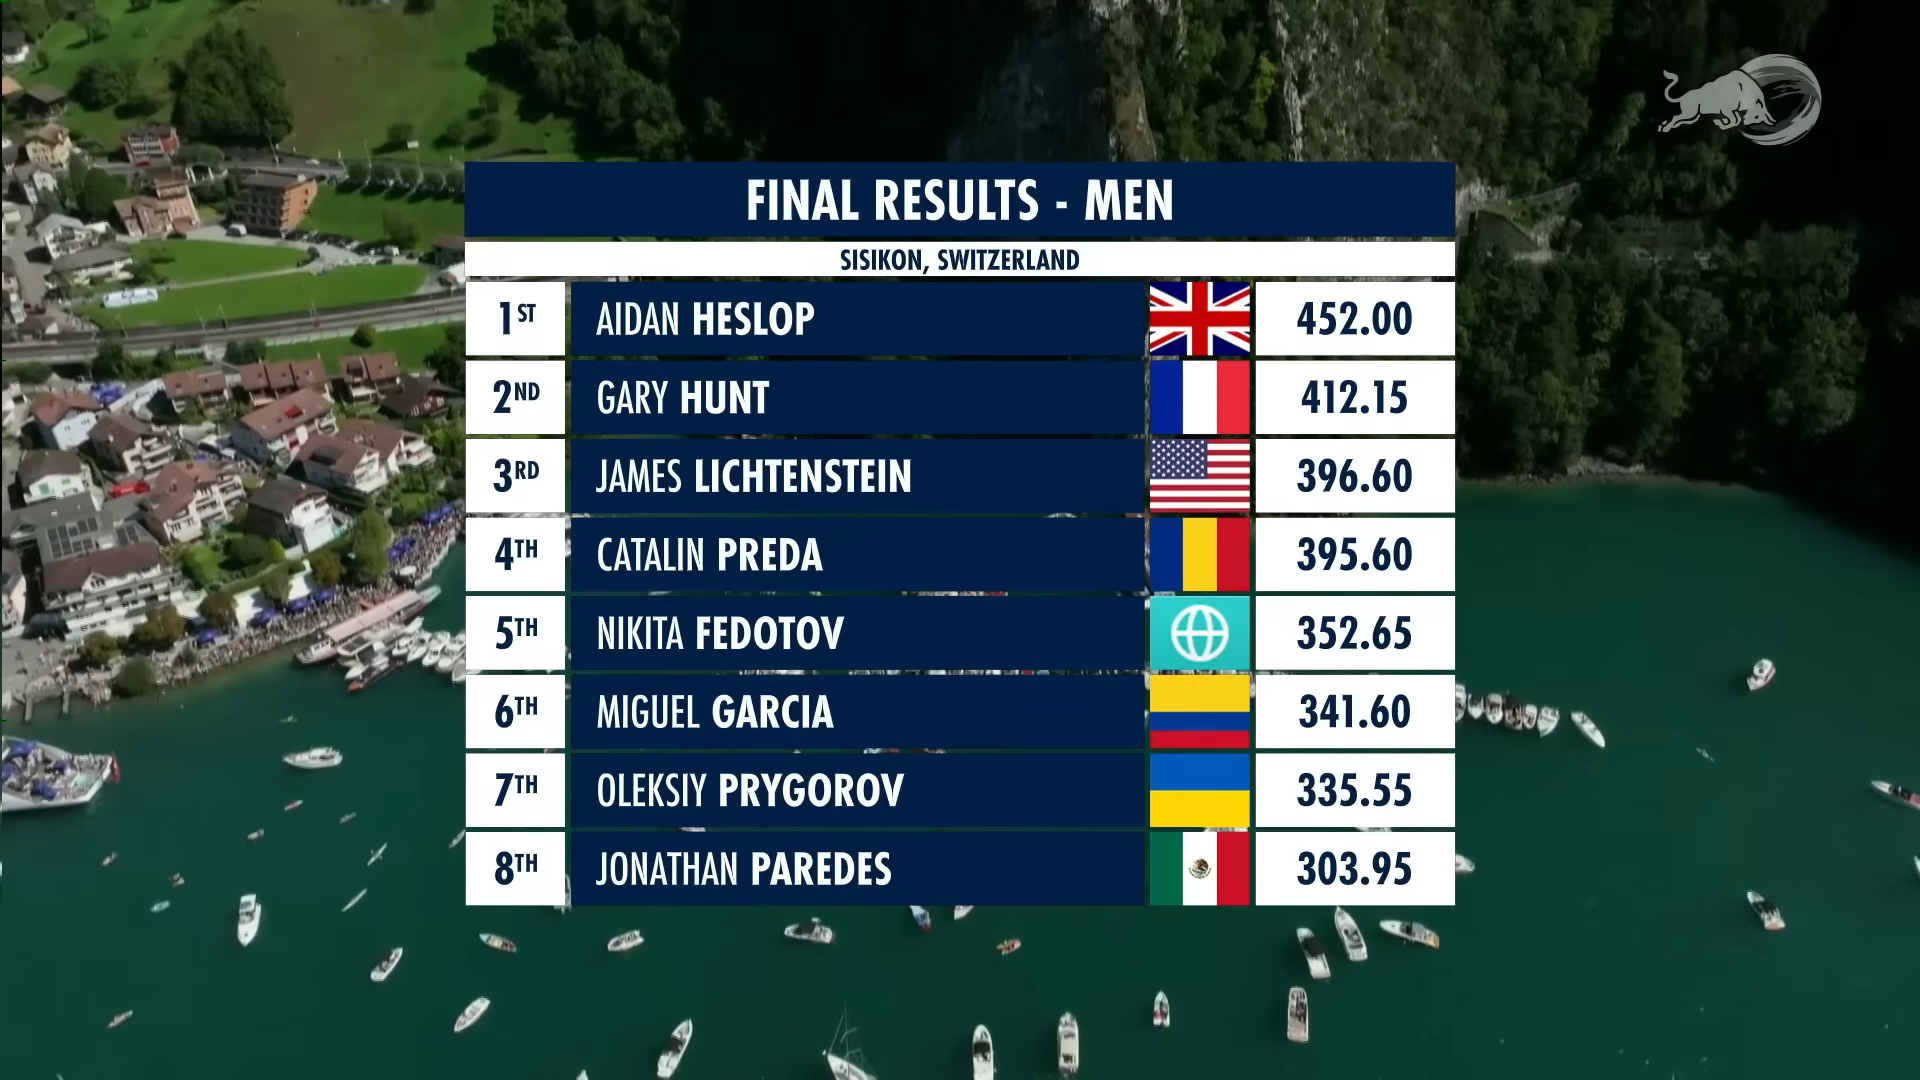 FINAL RESULTS - MEN
SISIKON, SWITZERLAND
1ST AIDAN HESLOP 452.00
2ND GARY HUNT 412.15
3RD JAMES LICHTENSTEIN 396.60
4TH CATALIN PREDA 395.60
5TH NIKITA FEDOTOV 352.65
6TH MIGUEL GARCIA 341.60
7TH OLEKSIY PRYGOROV 335.55
8TH JONATHAN PAREDES 303.95